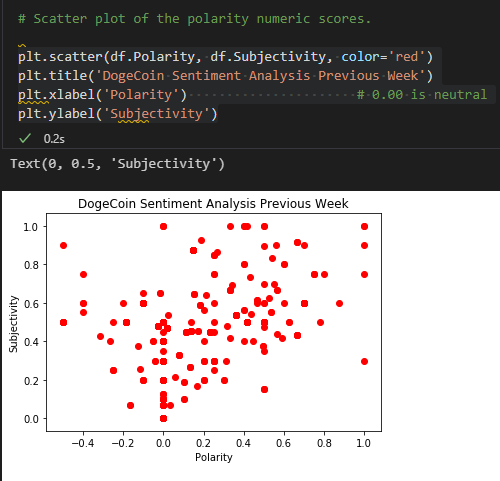 # Scatter plot of the polarity numeric scores.
plt.scatter(df.Polarity, df.Subjectivity, color='red')
plt.title('DogeCoin Sentiment Analysis Previous Week')
plt.xlabel('Polarity') # 0.00 is neutral
plt.ylabel('Subjectivity')
✓ 0.2s
Text(0, 0.5, 'Subjectivity')
DogeCoin Sentiment Analysis Previous Week
1.0
0.8
0.6
0.4
0.2
0.0
Subjectivity
−0.4 −0.2 0.0 0.2 0.4 0.6 0.8 1.0
Polarity